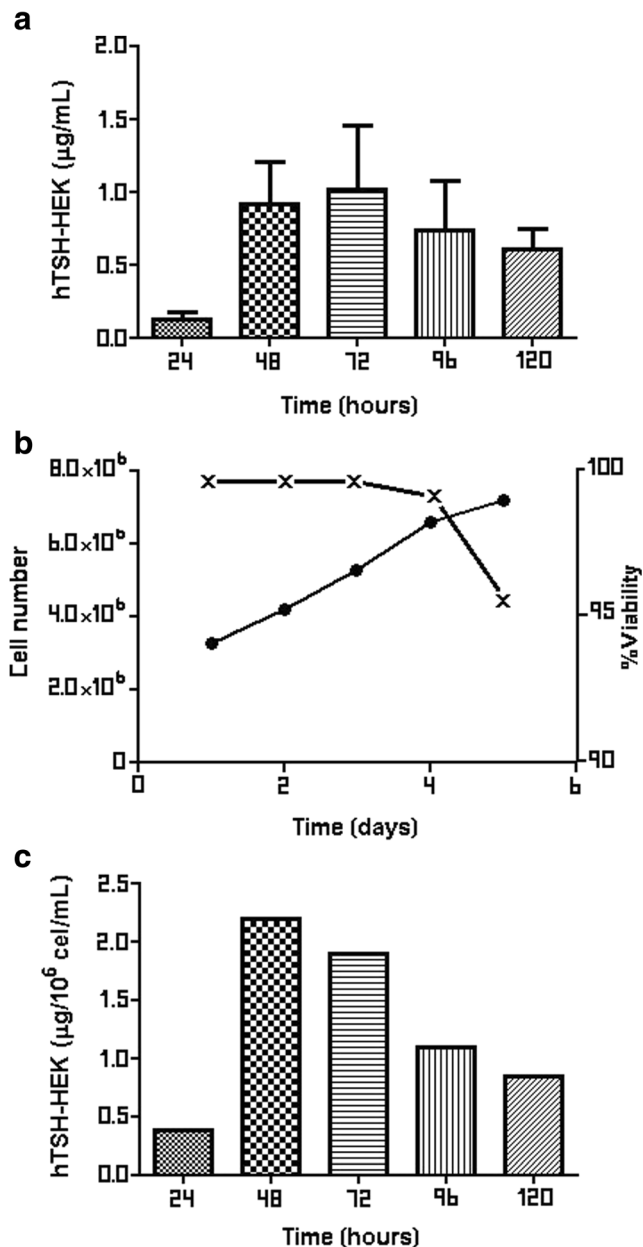 a
hTSH-HEK (µg/mL)
2.0
1.5
1.0
0.5
0.0
24 48 72 96 120
Time (hours)
b
Cell number
8.0×10⁶
6.0×10⁶
4.0×10⁶
2.0×10⁶
0
100
95
90
%Viability
0 2 4 6
Time (days)
c
hTSH-HEK (µg/10⁶ cel/mL)
2.5
2.0
1.5
1.0
0.5
0.0
24 48 72 96 120
Time (hours)